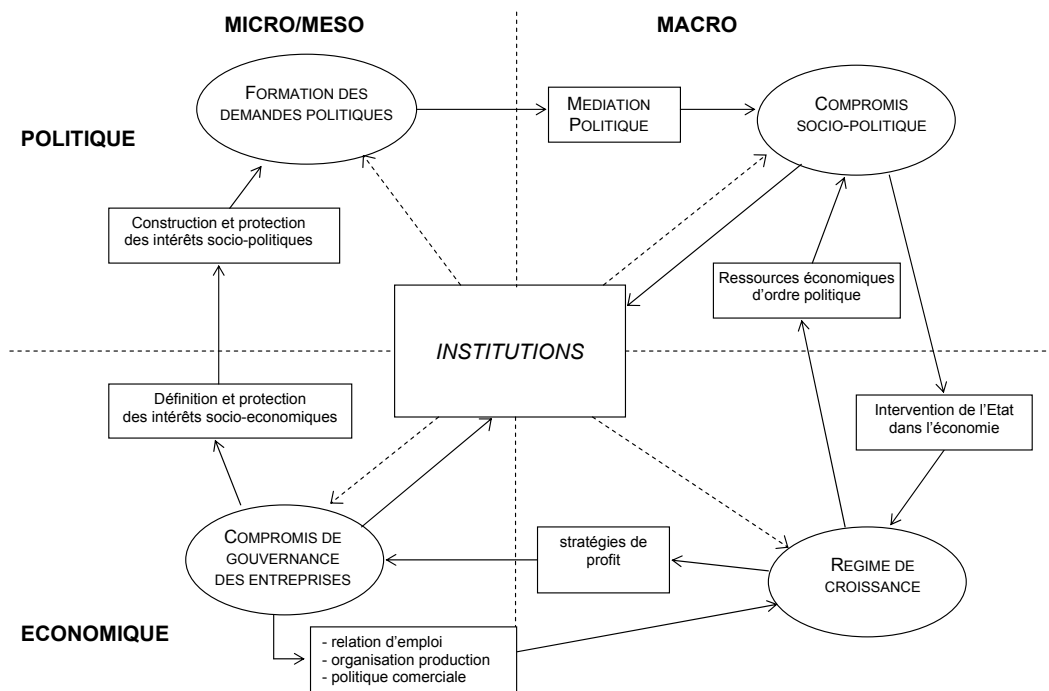 MICRO/MESO
MACRO
FORMATION DES
DEMANDES POLITIQUES
MEDIATION
POLITIQUE
COMPROMIS
SOCIO-POLITIQUE
POLITIQUE
Construction et protection
des intérêts socio-politiques
Ressources économiques
d'ordre politique
INSTITUTIONS
Définition et protection
des intérêts socio-economiques
Intervention de l'Etat
dans l'économie
COMPROMIS DE
GOUVERNANCE
DES ENTREPRISES
stratégies de
profit
REGIME DE
CROISSANCE
ECONOMIQUE
- relation d'emploi
- organisation production
- politique comerciale